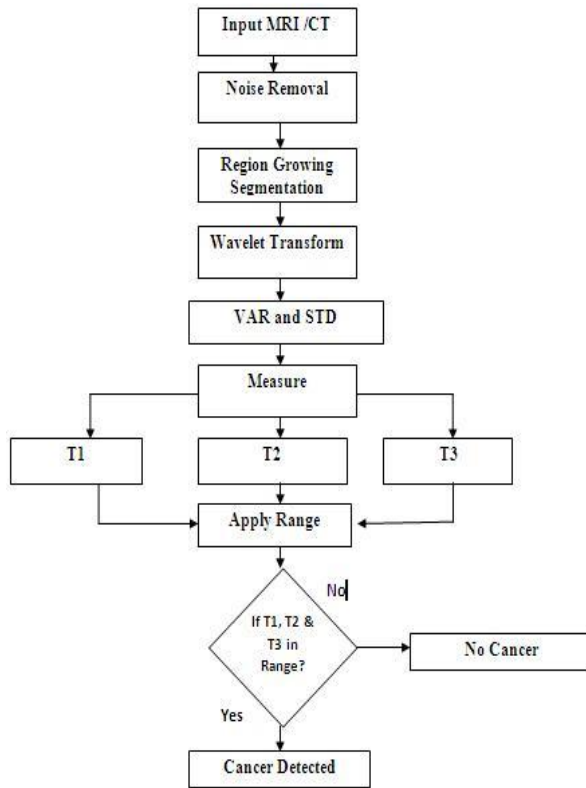 Input MRI /CT
Noise Removal
Region Growing
Segmentation
Wavelet Transform
VAR and STD
Measure
T1
T2
T3
Apply Range
No
If T1, T2 &
T3 in
Range?
No Cancer
Yes
Cancer Detected